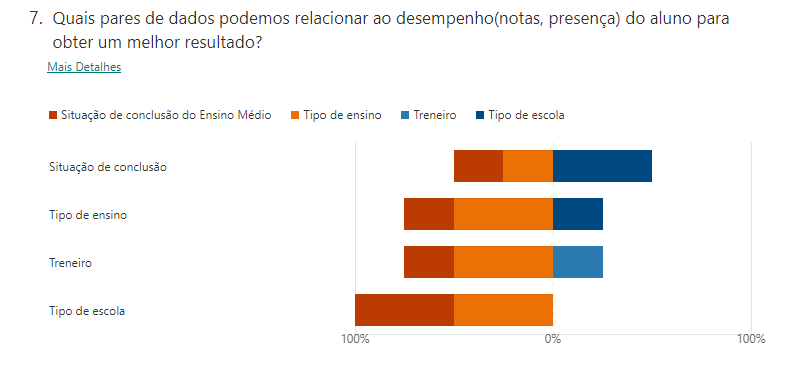 7. Quais pares de dados podemos relacionar ao desempenho(notas, presença) do aluno para
obter um melhor resultado?
Mais Detalhes
Situação de conclusão do Ensino Médio Tipo de ensino Treneiro Tipo de escola
Situação de conclusão
Tipo de ensino
Treneiro
Tipo de escola
100% 0% 100%